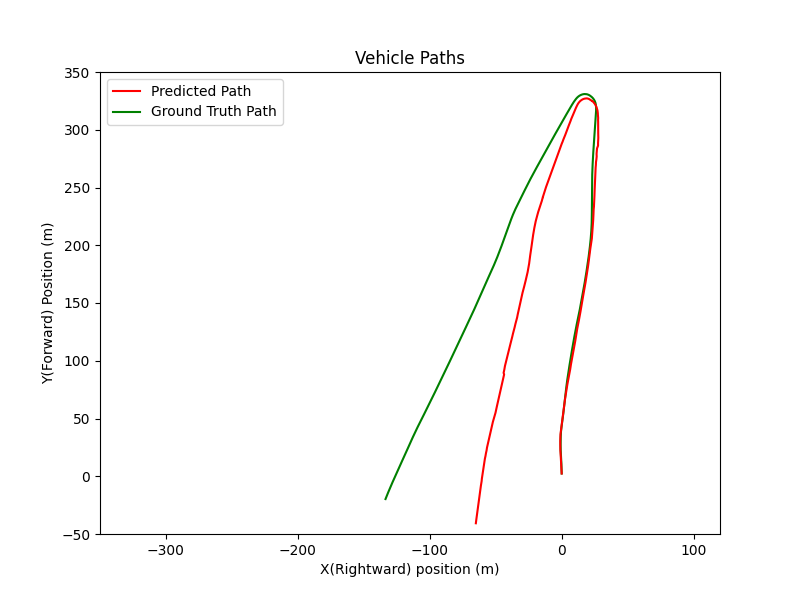 Vehicle Paths
Predicted Path
Ground Truth Path
350
300
250
200
150
100
50
0
−50
Y(Forward) Position (m)
−300
−200
−100
0
100
X(Rightward) position (m)